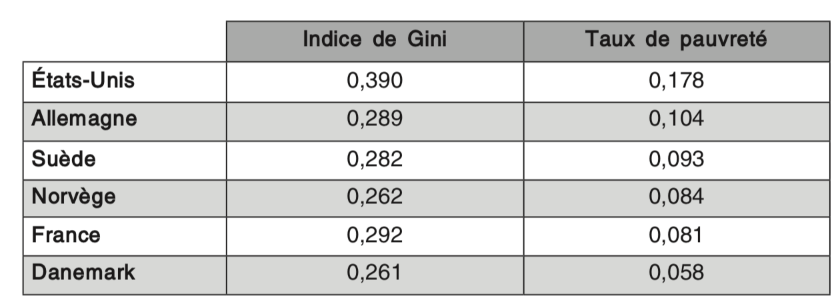 Indice de Gini Taux de pauvreté
États-Unis 0,390 0,178
Allemagne 0,289 0,104
Suède 0,282 0,093
Norvège 0,262 0,084
France 0,292 0,081
Danemark 0,261 0,058